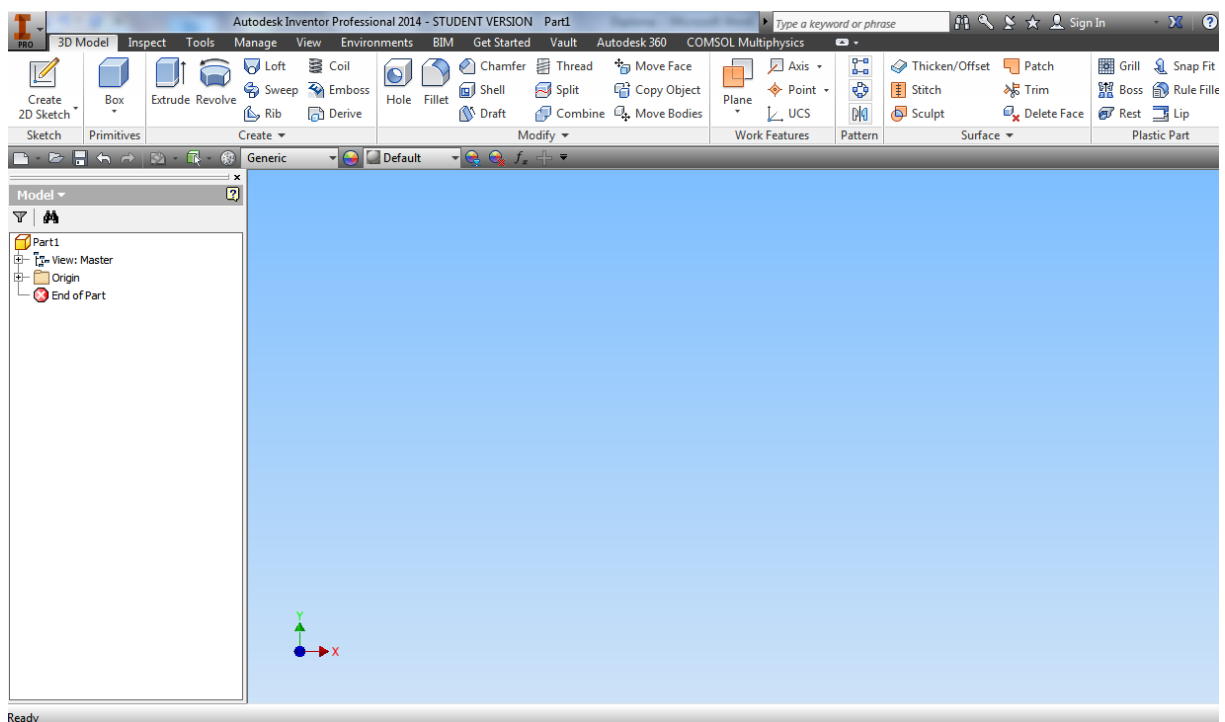 Autodesk Inventor Professional 2014 - STUDENT VERSION Part1 Type a keyword or phrase Sign In
PRO 3D Model Inspect Tools Manage View Environments BIM Get Started Vault Autodesk 360 COMSOL Multiphysics
Loft Coil Chamfer Thread Move Face Axis Thicken/Offset Patch Grill Snap Fit
Create 2D Sketch Box Extrude Revolve Sweep Emboss Hole Fillet Shell Split Copy Object Plane Point Stitch Trim Boss Rule Fille
Rib Derive Draft Combine Move Bodies UCS Sculpt Delete Face Rest Lip
Sketch Primitives Create Modify Work Features Pattern Surface Plastic Part
Generic Default fx
Model
Part1
View: Master
Origin
End of Part
Y
X
Ready